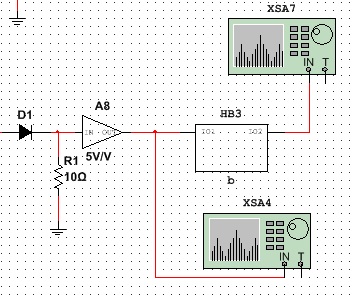 XSA7
IN T
D1
A8
IN OUT
5V/V
R1
10Ω
HB3
IO1 IO2
b
XSA4
IN T